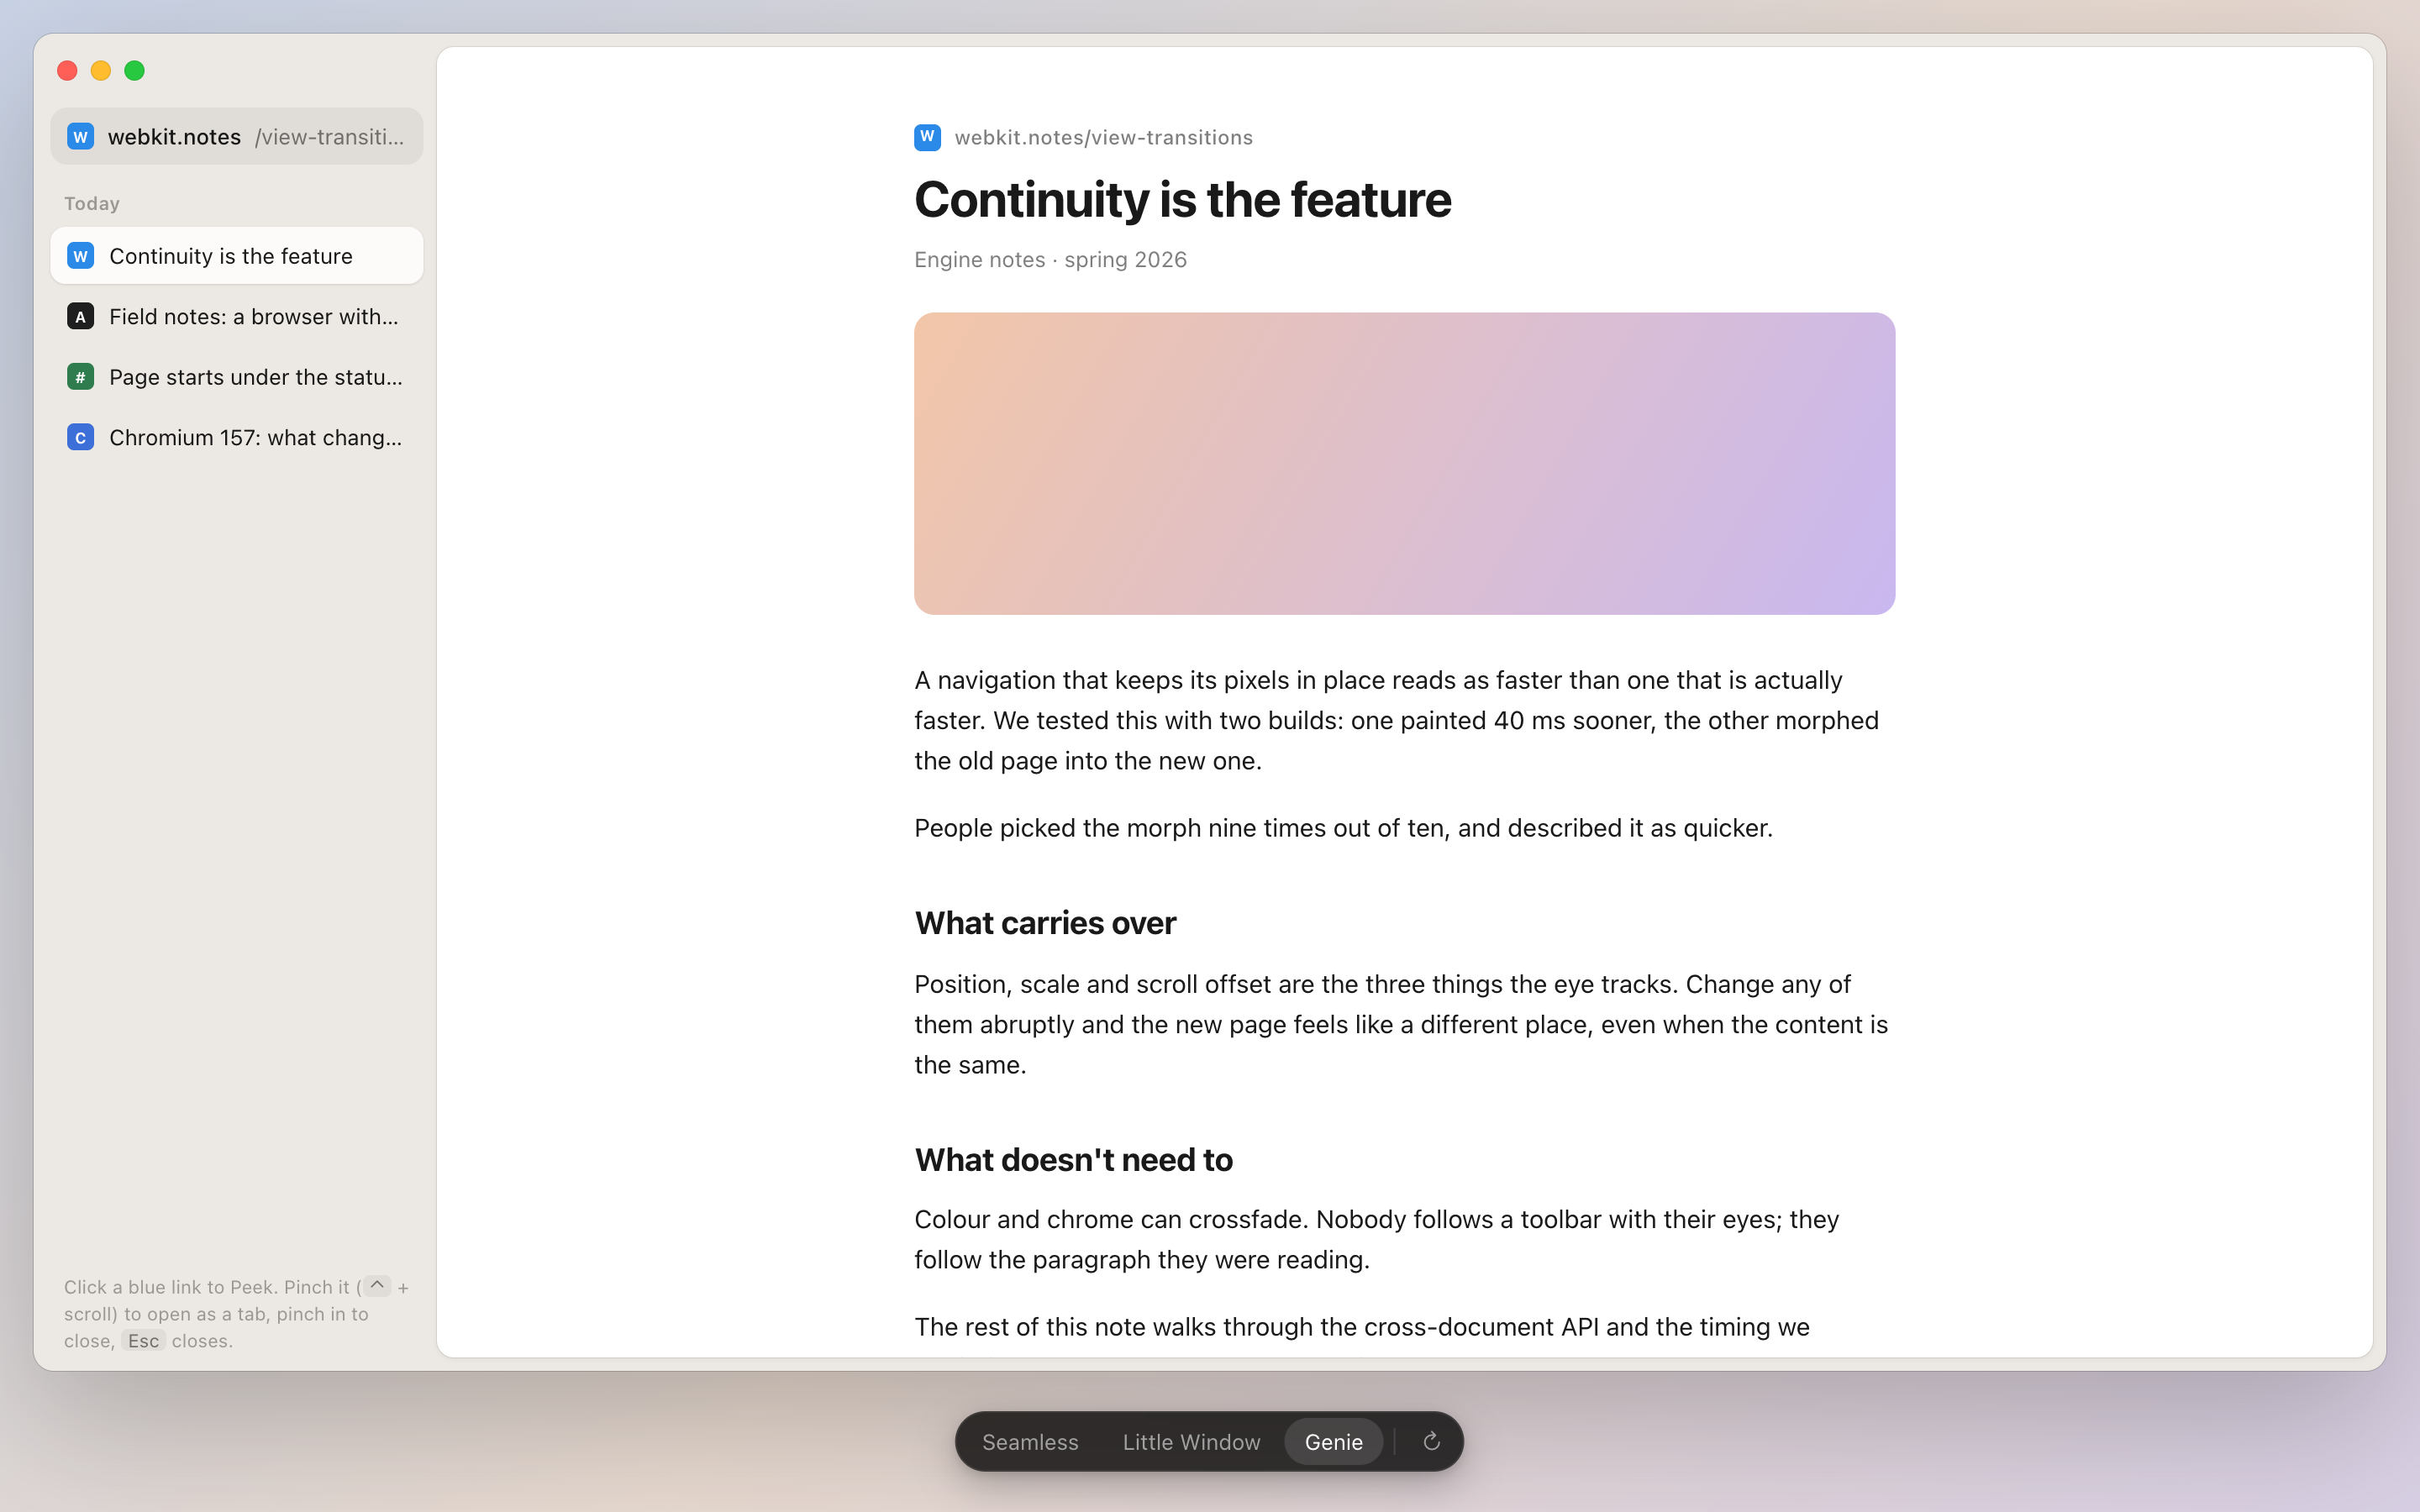 W webkit.notes /view-transiti...
Today
W Continuity is the feature
A Field notes: a browser with...
# Page starts under the statu...
C Chromium 157: what chang...
Click a blue link to Peek. Pinch it (^ +
scroll) to open as a tab, pinch in to
close, Esc closes.
W webkit.notes/view-transitions
Continuity is the feature
Engine notes · spring 2026
A navigation that keeps its pixels in place reads as faster than one that is actually
faster. We tested this with two builds: one painted 40 ms sooner, the other morphed
the old page into the new one.
People picked the morph nine times out of ten, and described it as quicker.
What carries over
Position, scale and scroll offset are the three things the eye tracks. Change any of
them abruptly and the new page feels like a different place, even when the content is
the same.
What doesn't need to
Colour and chrome can crossfade. Nobody follows a toolbar with their eyes; they
follow the paragraph they were reading.
The rest of this note walks through the cross-document API and the timing we
Seamless Little Window Genie